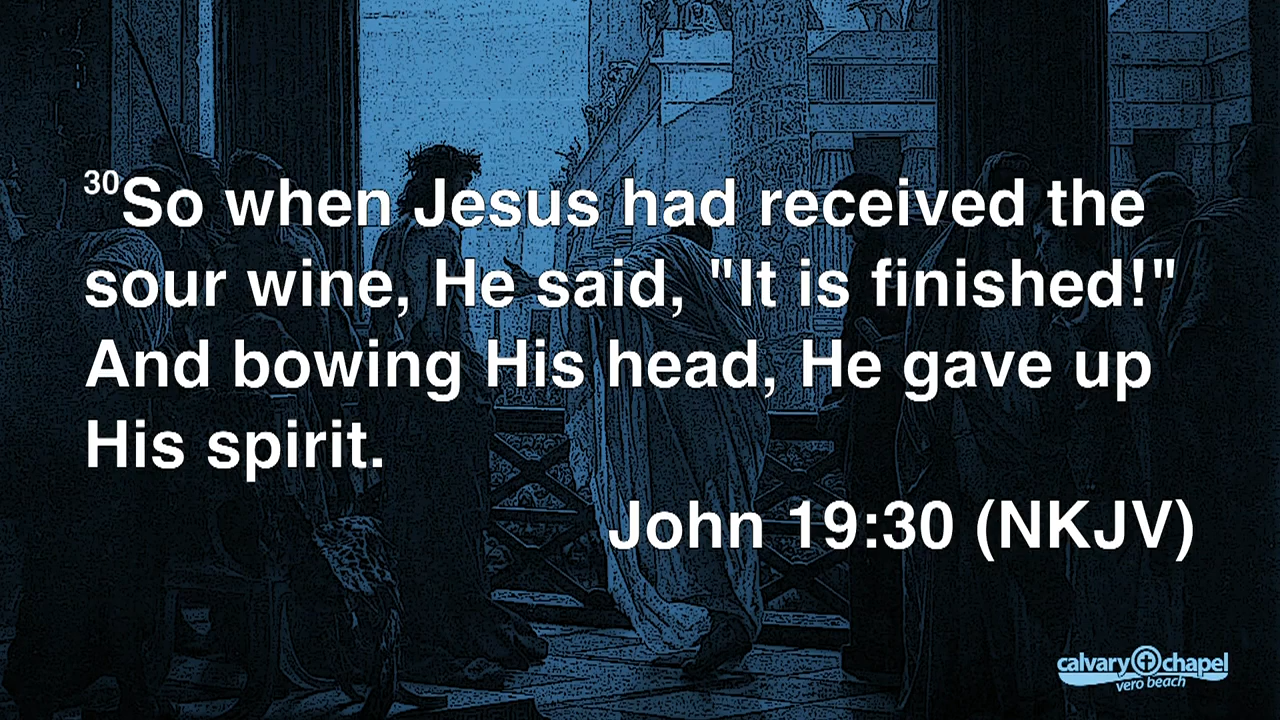 30So when Jesus had received the
sour wine, He said, "It is finished!"
And bowing His head, He gave up
His spirit.
John 19:30 (NKJV)
calvary chapel
vero beach